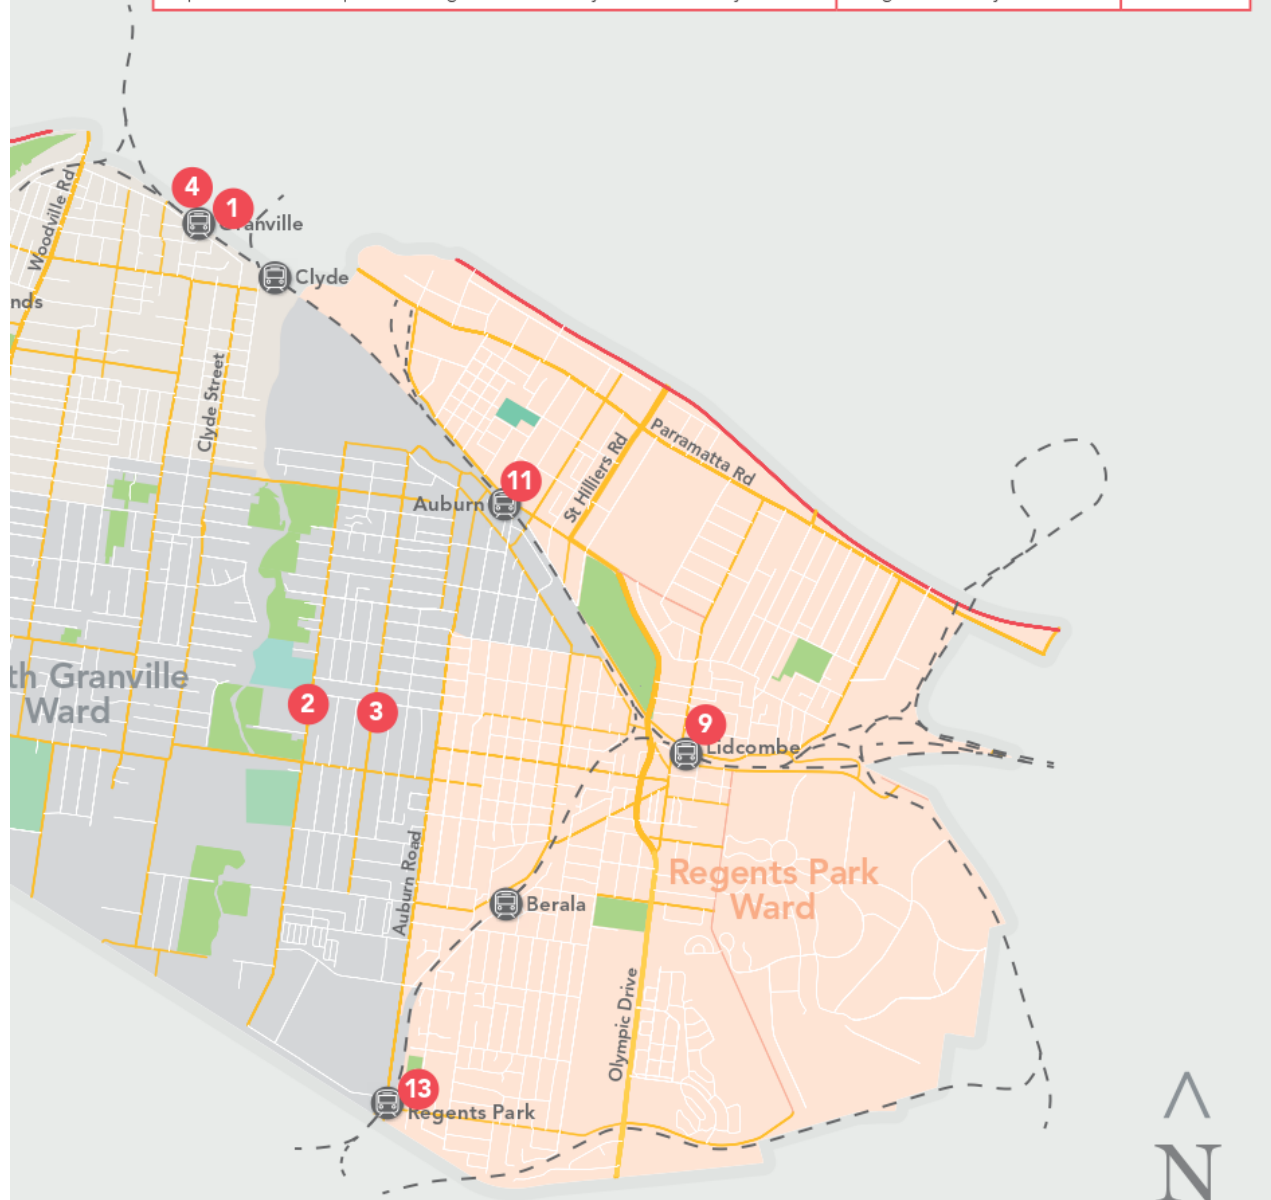 4
1
Granville
Woodville Rd
Clyde
nds
Clyde Street
Parramatta Rd
St Hilliers Rd
11
Auburn
th Granville
Ward
2
3
9
Lidcombe
Auburn Road
Regents Park
Ward
Berala
Olympic Drive
13
Regents Park
N